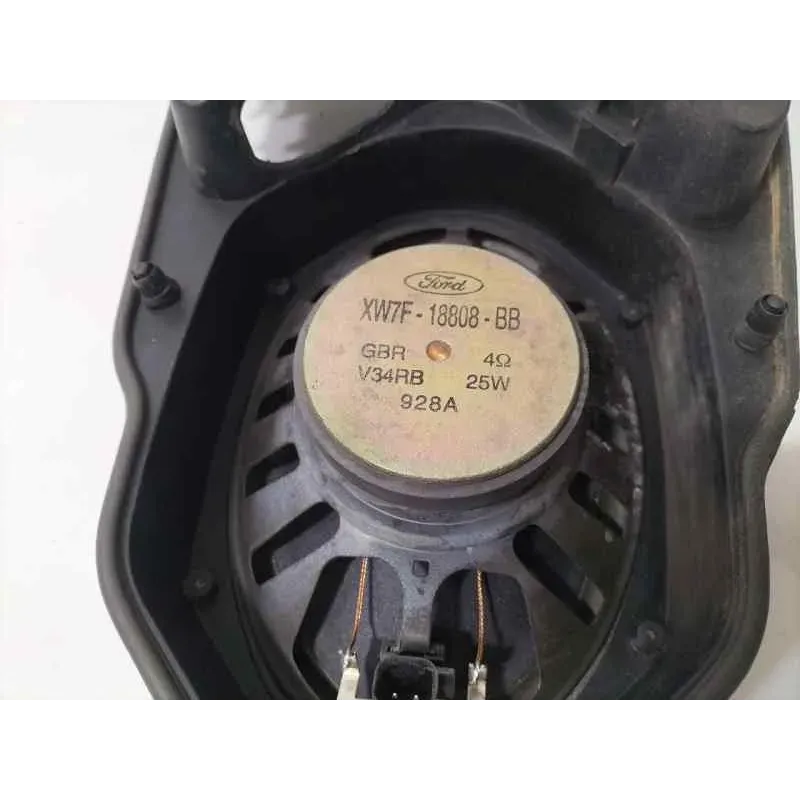 Ford
XW7F-18808-BB
GBR 4Ω
V34RB 25W
928A